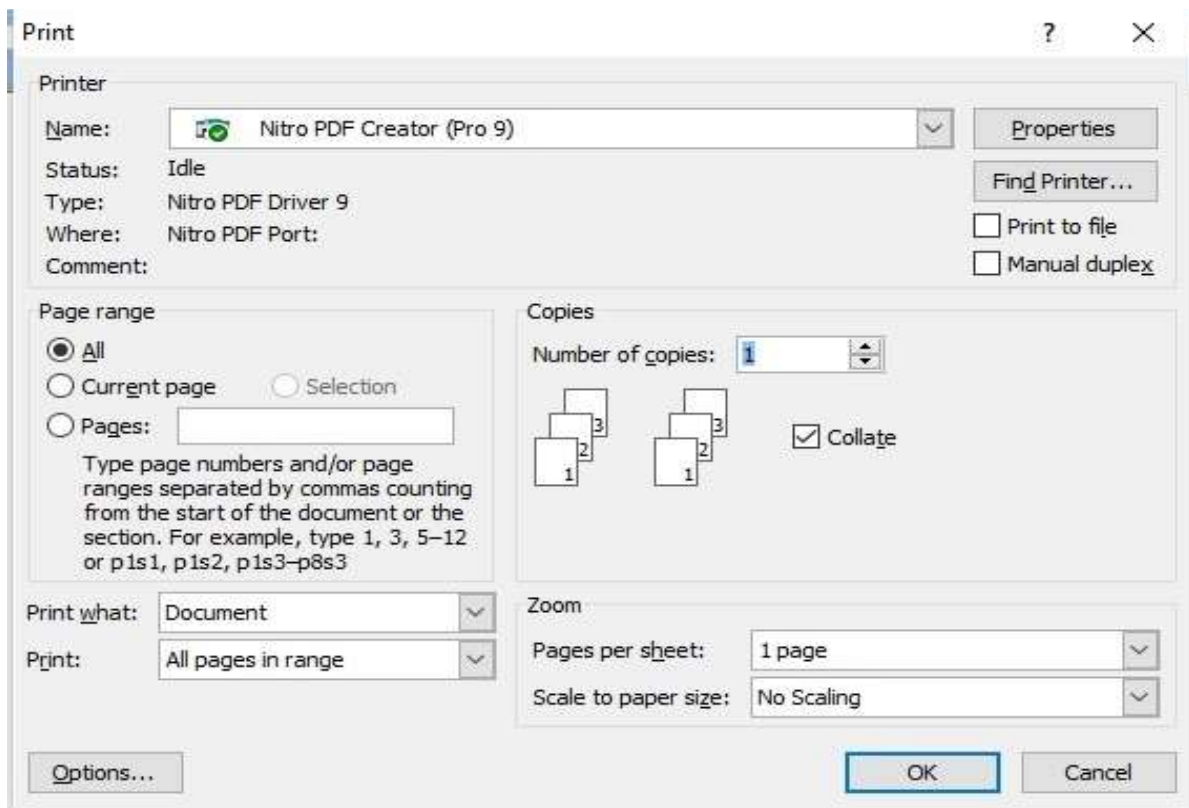 Print
?
Printer
Name: Nitro PDF Creator (Pro 9)
Properties
Status: Idle
Find Printer...
Type: Nitro PDF Driver 9
Where: Nitro PDF Port:
Print to file
Comment:
Manual duplex
Page range
All
Current page Selection
Pages:
Type page numbers and/or page
ranges separated by commas counting
from the start of the document or the
section. For example, type 1, 3, 5–12
or p1s1, p1s2, p1s3–p8s3
Copies
Number of copies: 1
3 3
2 2
1 1
Collate
Print what: Document
Print: All pages in range
Zoom
Pages per sheet: 1 page
Scale to paper size: No Scaling
Options...
OK
Cancel